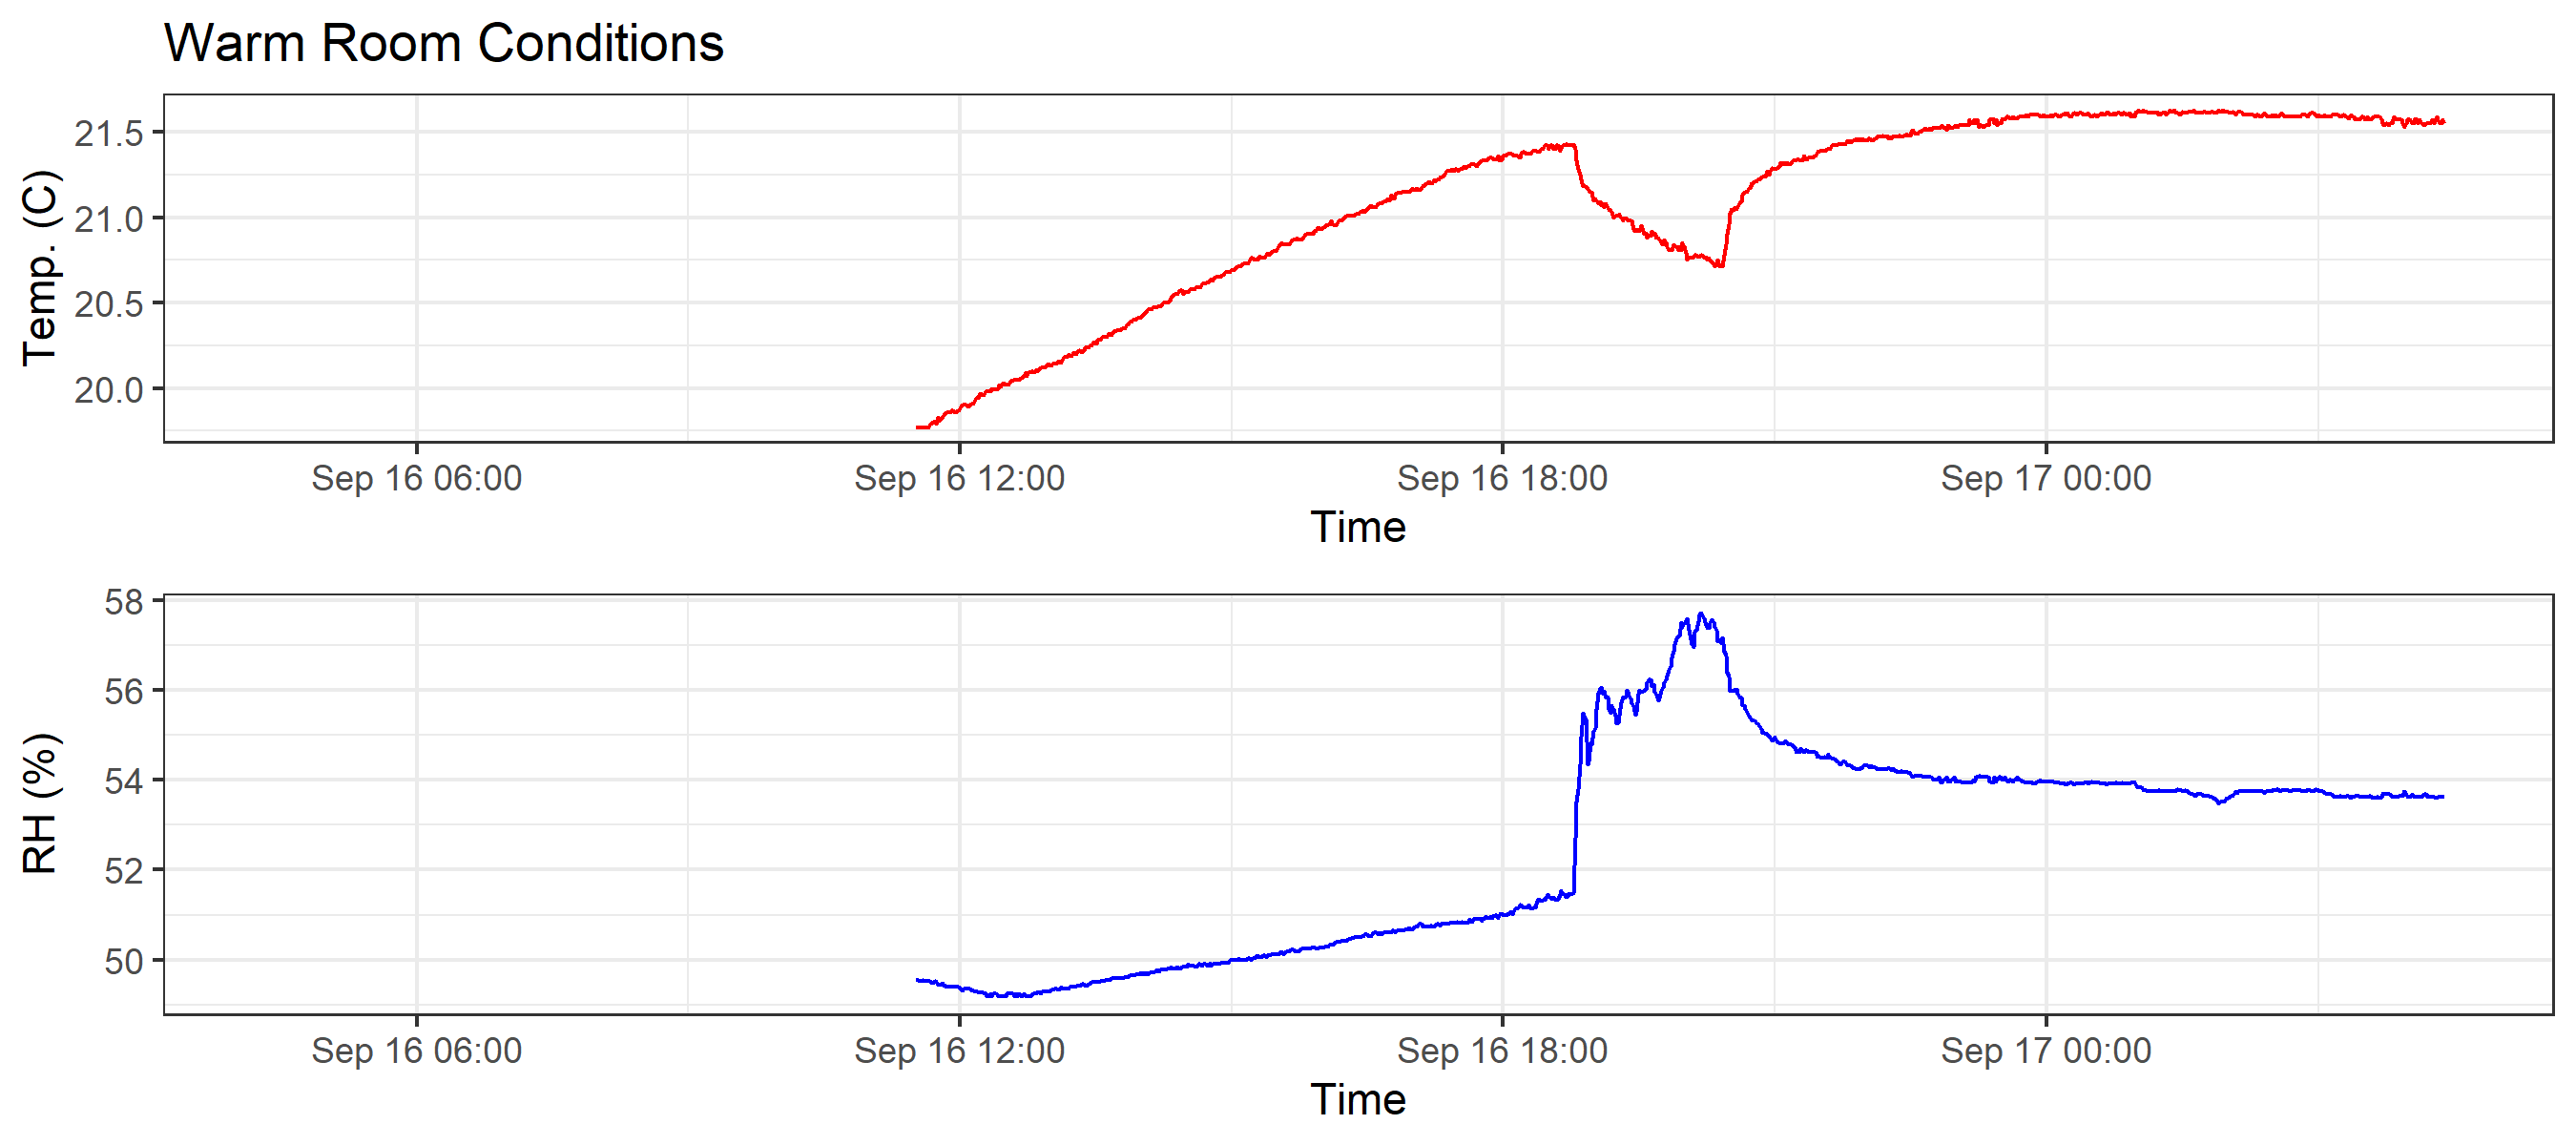 Warm Room Conditions
Temp. (C)
21.5
21.0
20.5
20.0
Sep 16 06:00 Sep 16 12:00 Sep 16 18:00 Sep 17 00:00
Time
RH (%)
58
56
54
52
50
Sep 16 06:00 Sep 16 12:00 Sep 16 18:00 Sep 17 00:00
Time